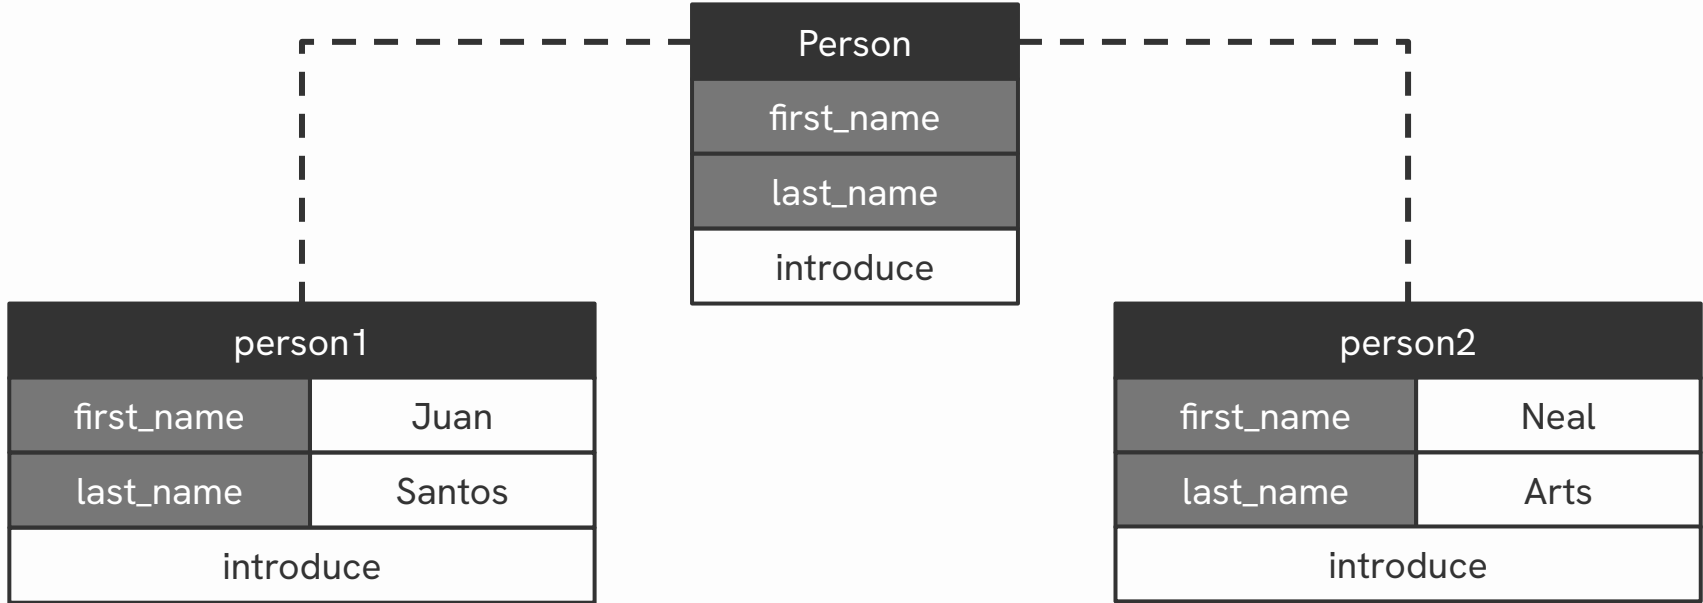 Person
first_name
last_name
introduce
person1
first_name Juan
last_name Santos
introduce
person2
first_name Neal
last_name Arts
introduce